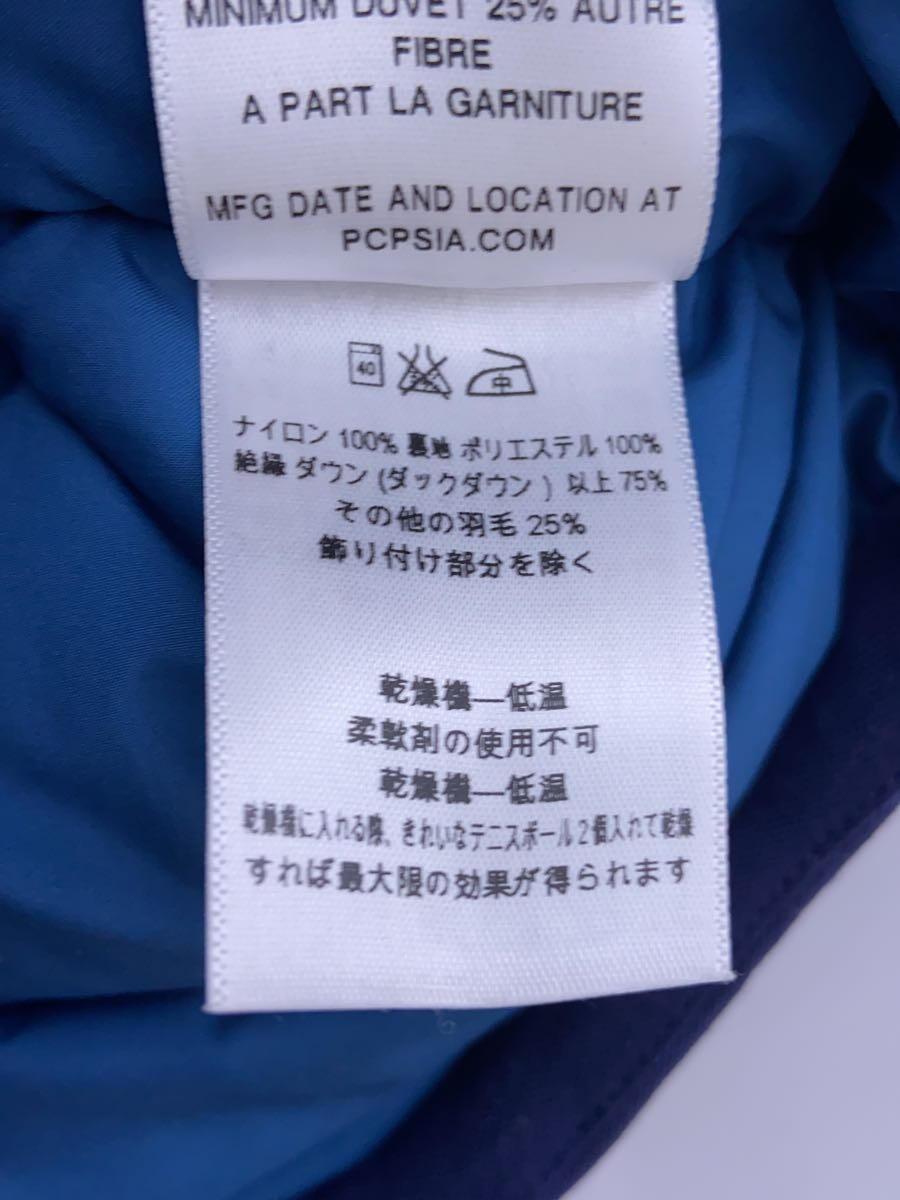 MINIMUM DUVET 25% AUTRE
FIBRE
A PART LA GARNITURE
MFG DATE AND LOCATION AT
PCPSIA.COM
40 中
ナイロン 100% 裏地 ポリエステル 100%
絶縁 ダウン (ダックダウン ) 以上 75%
その他の羽毛 25%
飾り付け部分を除く
乾燥機—低温
柔軟剤の使用不可
乾燥機—低温
乾燥機に入れる際、きれいなテニスボール2個入れて乾燥
すれば最大限の効果が得られます